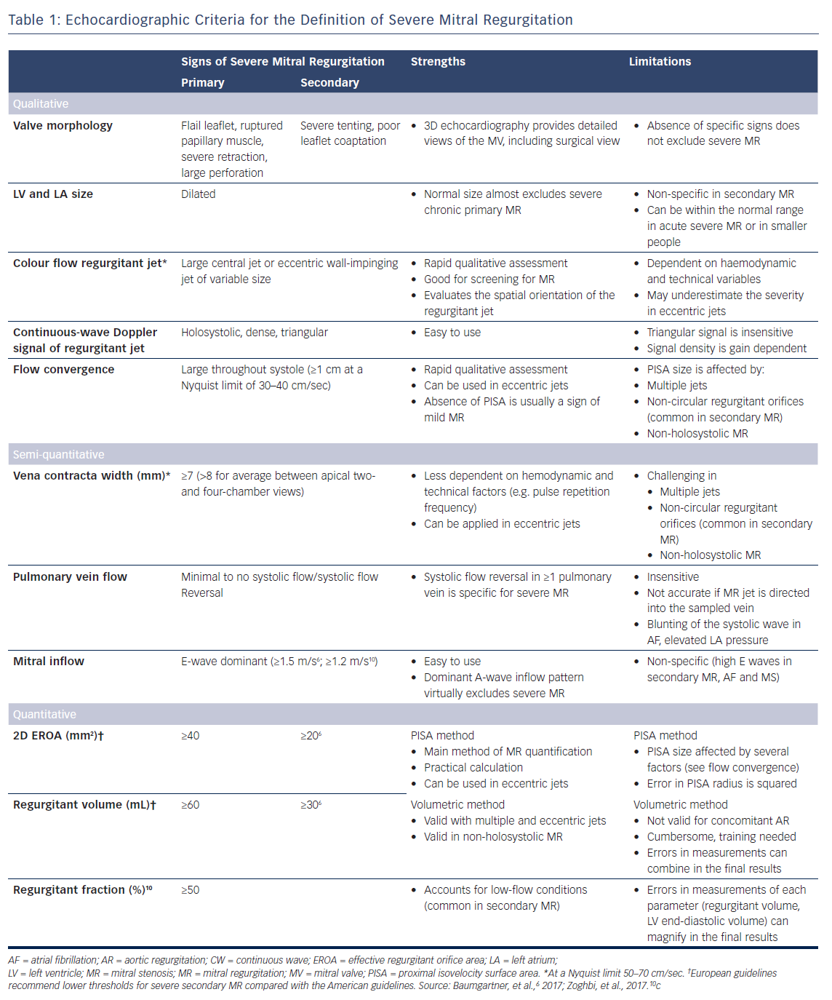 Table 1: Echocardiographic Criteria for the Definition of Severe Mitral Regurgitation
Signs of Severe Mitral Regurgitation Strengths Limitations
Primary Secondary
Qualitative
Valve morphology Flail leaflet, ruptured Severe tenting, poor • 3D echocardiography provides detailed • Absence of specific signs does
papillary muscle, leaflet coaptation views of the MV, including surgical view not exclude severe MR
severe retraction,
large perforation
LV and LA size Dilated • Normal size almost excludes severe • Non-specific in secondary MR
chronic primary MR • Can be within the normal range
in acute severe MR or in smaller
people
Colour flow regurgitant jet* Large central jet or eccentric wall-impinging • Rapid qualitative assessment • Dependent on haemodynamic
jet of variable size • Good for screening for MR and technical variables
• Evaluates the spatial orientation of the • May underestimate the severity
regurgitant jet in eccentric jets
Continuous-wave Doppler Holosystolic, dense, triangular • Easy to use • Triangular signal is insensitive
signal of regurgitant jet • Signal density is gain dependent
Flow convergence Large throughout systole (≥1 cm at a • Rapid qualitative assessment • PISA size is affected by:
Nyquist limit of 30–40 cm/sec) • Can be used in eccentric jets • Multiple jets
• Absence of PISA is usually a sign of • Non-circular regurgitant orifices
mild MR (common in secondary MR)
• Non-holosystolic MR
Semi-quantitative
Vena contracta width (mm)* ≥7 (>8 for average between apical two- • Less dependent on hemodynamic and • Challenging in
and four-chamber views) technical factors (e.g. pulse repetition • Multiple jets
frequency) • Non-circular regurgitant
• Can be applied in eccentric jets orifices (common in secondary
MR)
• Non-holosystolic MR
Pulmonary vein flow Minimal to no systolic flow/systolic flow • Systolic flow reversal in ≥1 pulmonary • Insensitive
Reversal vein is specific for severe MR • Not accurate if MR jet is directed
into the sampled vein
• Blunting of the systolic wave in
AF, elevated LA pressure
Mitral inflow E-wave dominant (≥1.5 m/s⁶; ≥1.2 m/s¹⁰) • Easy to use • Non-specific (high E waves in
• Dominant A-wave inflow pattern secondary MR, AF and MS)
virtually excludes severe MR
Quantitative
2D EROA (mm²)† ≥40 ≥20⁶ PISA method PISA method
• Main method of MR quantification • PISA size affected by several
• Practical calculation factors (see flow convergence)
• Can be used in eccentric jets • Error in PISA radius is squared
Regurgitant volume (mL)† ≥60 ≥30⁶ Volumetric method Volumetric method
• Valid with multiple and eccentric jets • Not valid for concomitant AR
• Valid in non-holosystolic MR • Cumbersome, training needed
• Errors in measurements can
combine in the final results
Regurgitant fraction (%)¹⁰ ≥50 • Accounts for low-flow conditions • Errors in measurements of each
(common in secondary MR) parameter (regurgitant volume,
LV end-diastolic volume) can
magnify in the final results
AF = atrial fibrillation; AR = aortic regurgitation; CW = continuous wave; EROA = effective regurgitant orifice area; LA = left atrium;
LV = left ventricle; MR = mitral stenosis; MR = mitral regurgitation; MV = mitral valve; PISA = proximal isovelocity surface area. *At a Nyquist limit 50–70 cm/sec. †European guidelines
recommend lower thresholds for severe secondary MR compared with the American guidelines. Source: Baumgartner, et al.,⁶ 2017; Zoghbi, et al., 2017.¹⁰c